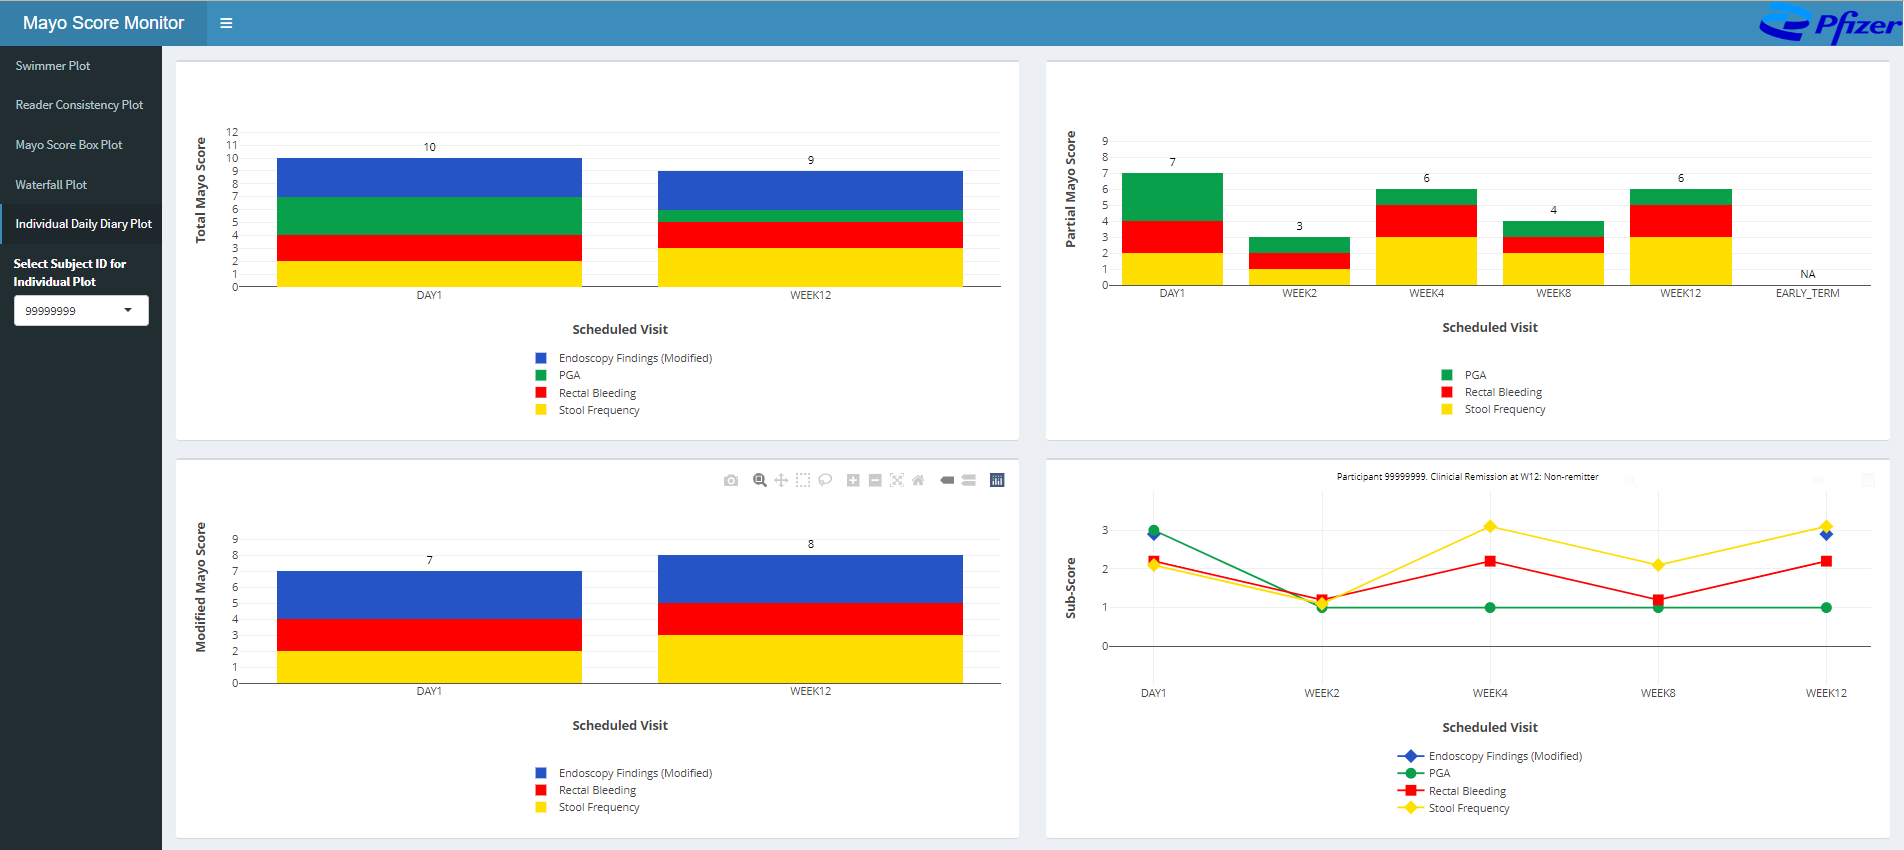 Mayo Score Monitor
Pfizer
Swimmer Plot
Reader Consistency Plot
Mayo Score Box Plot
Waterfall Plot
Individual Daily Diary Plot
Select Subject ID for
Individual Plot
99999999
Total Mayo Score
12
11
10
9
8
7
6
5
4
3
2
1
0
10
9
DAY1 WEEK12
Scheduled Visit
Endoscopy Findings (Modified)
PGA
Rectal Bleeding
Stool Frequency
Partial Mayo Score
9
8
7
6
5
4
3
2
1
0
7
3
6
4
6
NA
DAY1 WEEK2 WEEK4 WEEK8 WEEK12 EARLY_TERM
Scheduled Visit
PGA
Rectal Bleeding
Stool Frequency
Modified Mayo Score
9
8
7
6
5
4
3
2
1
0
7
8
DAY1 WEEK12
Scheduled Visit
Endoscopy Findings (Modified)
Rectal Bleeding
Stool Frequency
Participant 99999999. Clinicial Remission at W12: Non-remitter
Sub-Score
3
2
1
0
DAY1 WEEK2 WEEK4 WEEK8 WEEK12
Scheduled Visit
Endoscopy Findings (Modified)
PGA
Rectal Bleeding
Stool Frequency